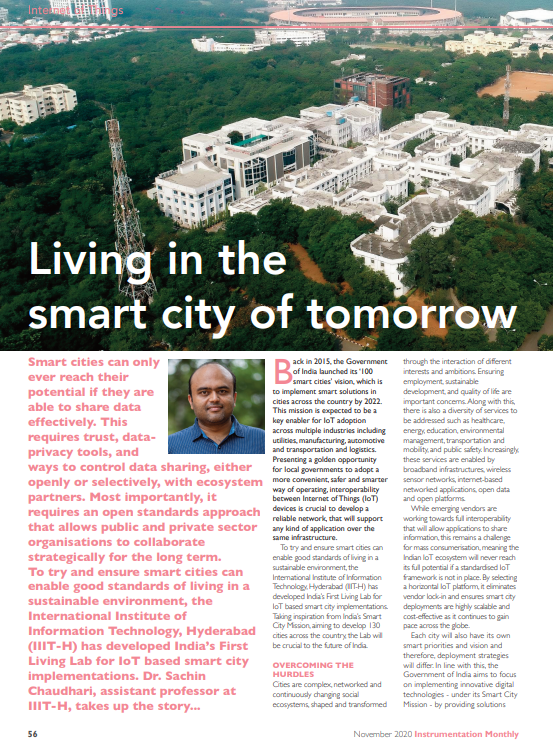 Internet of Things
Living in the
smart city of tomorrow
Smart cities can only
ever reach their
potential if they are
able to share data
effectively. This
requires trust, data-
privacy tools, and
ways to control data sharing, either
openly or selectively, with ecosystem
partners. Most importantly, it
requires an open standards approach
that allows public and private sector
organisations to collaborate
strategically for the long term.
To try and ensure smart cities can
enable good standards of living in a
sustainable environment, the
International Institute of
Information Technology, Hyderabad
(IIIT-H) has developed India's First
Living Lab for IoT based smart city
implementations. Dr. Sachin
Chaudhari, assistant professor at
IIIT-H, takes up the story...
Back in 2015, the Government
of India launched its '100
smart cities' vision, which is
to implement smart solutions in
cities across the country by 2022.
This mission is expected to be a
key enabler for IoT adoption
across multiple industries including
utilities, manufacturing, automotive
and transportation and logistics.
Presenting a golden opportunity
for local governments to adopt a
more convenient, safer and smarter
way of operating, interoperability
between Internet of Things (IoT)
devices is crucial to develop a
reliable network, that will support
any kind of application over the
same infrastructure.
To try and ensure smart cities can
enable good standards of living in a
sustainable environment, the
International Institute of Information
Technology, Hyderabad (IIIT-H) has
developed India's First Living Lab for
IoT based smart city implementations.
Taking inspiration from India's Smart
City Mission, aiming to develop 130
cities across the country, the Lab will
be crucial to the future of India.
OVERCOMING THE
HURDLES
Cities are complex, networked and
continuously changing social
ecosystems, shaped and transformed
through the interaction of different
interests and ambitions. Ensuring
employment, sustainable
development, and quality of life are
important concerns. Along with this,
there is also a diversity of services to
be addressed such as healthcare,
energy, education, environmental
management, transportation and
mobility, and public safety. Increasingly,
these services are enabled by
broadband infrastructures, wireless
sensor networks, internet-based
networked applications, open data
and open platforms.
While emerging vendors are
working towards full interoperability
that will allow applications to share
information, this remains a challenge
for mass consumerisation, meaning the
Indian IoT ecosystem will never reach
its full potential if a standardised IoT
framework is not in place. By selecting
a horizontal IoT platform, it eliminates
vendor lock-in and ensures smart city
deployments are highly scalable and
cost-effective as it continues to gain
pace across the globe.
Each city will also have its own
smart priorities and vision and
therefore, deployment strategies
will differ. In line with this, the
Government of India aims to focus
on implementing innovative digital
technologies - under its Smart City
Mission - by providing solutions
56
November 2020 Instrumentation Monthly